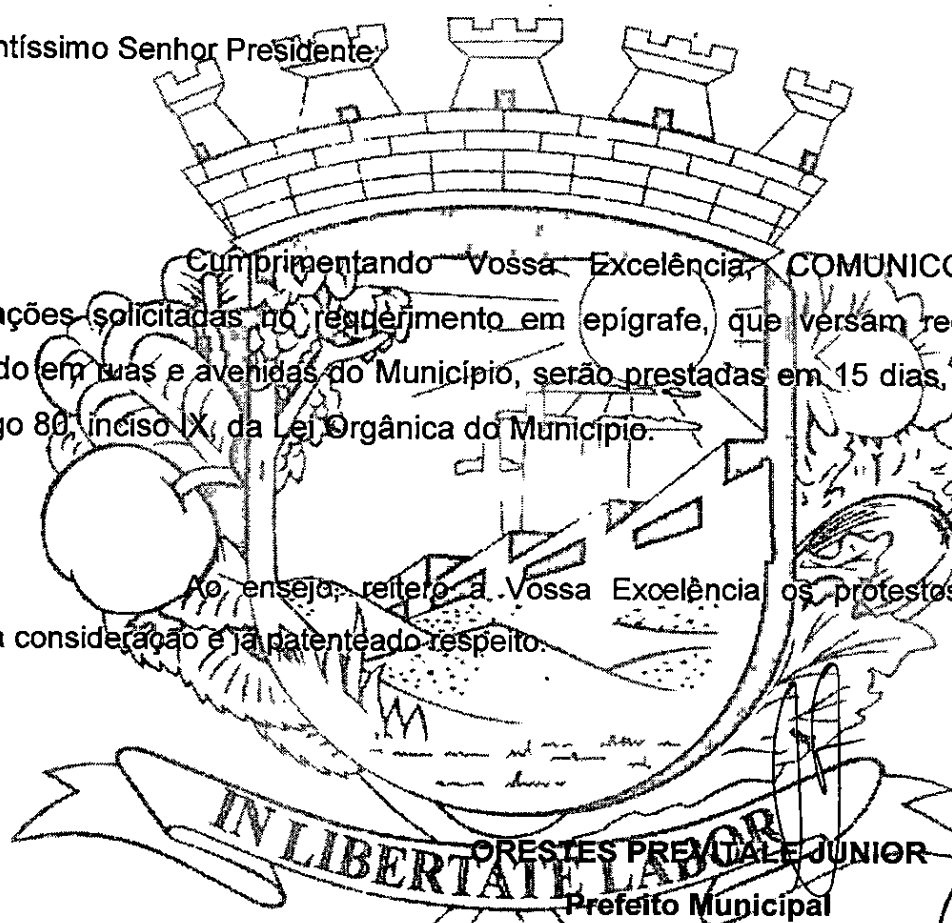 ntíssimo Senhor Presidente:
Cumprimentando Vossa Excelência, COMUNICO
ações solicitadas no requerimento em epígrafe, que versam re
do em ruas e avenidas do Município, serão prestadas em 15 dias,
go 80, inciso IX, da Lei Orgânica do Município.
Ao ensejo, reitero a Vossa Excelência os protestos
a consideração e já patenteado respeito.
IN LIBERTATE LABOR
ORESTES PREVITALE JUNIOR
Prefeito Municipal